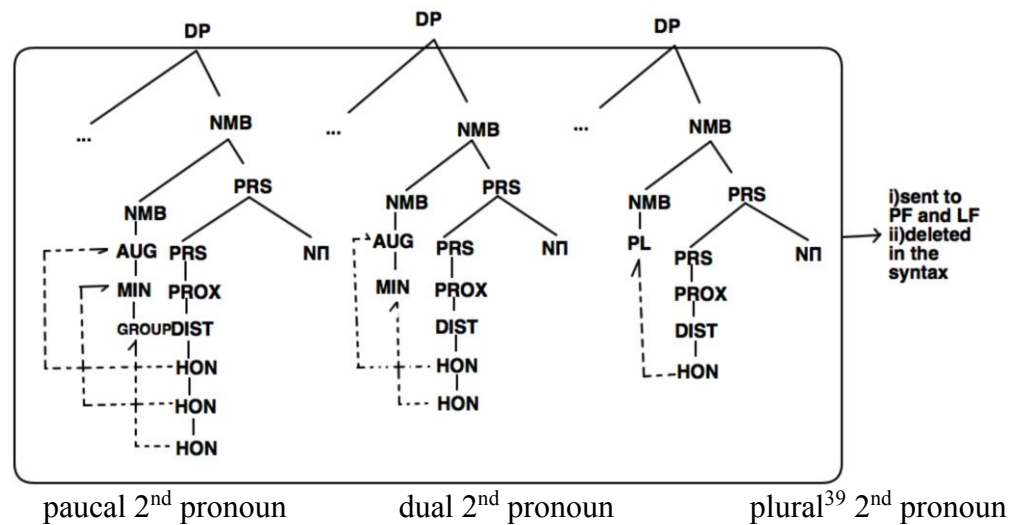 DP DP DP
... ... ...
NMB NMB NMB
PRS PRS PRS
NMB NMB NMB
AUG PRS NΠ AUG PRS NΠ PL PRS NΠ
MIN PROX MIN PROX PROX
GROUP DIST DIST DIST
HON HON HON
HON HON
HON
i)sent to
PF and LF
ii)deleted
in the
syntax
paucal 2nd pronoun dual 2nd pronoun plural39 2nd pronoun